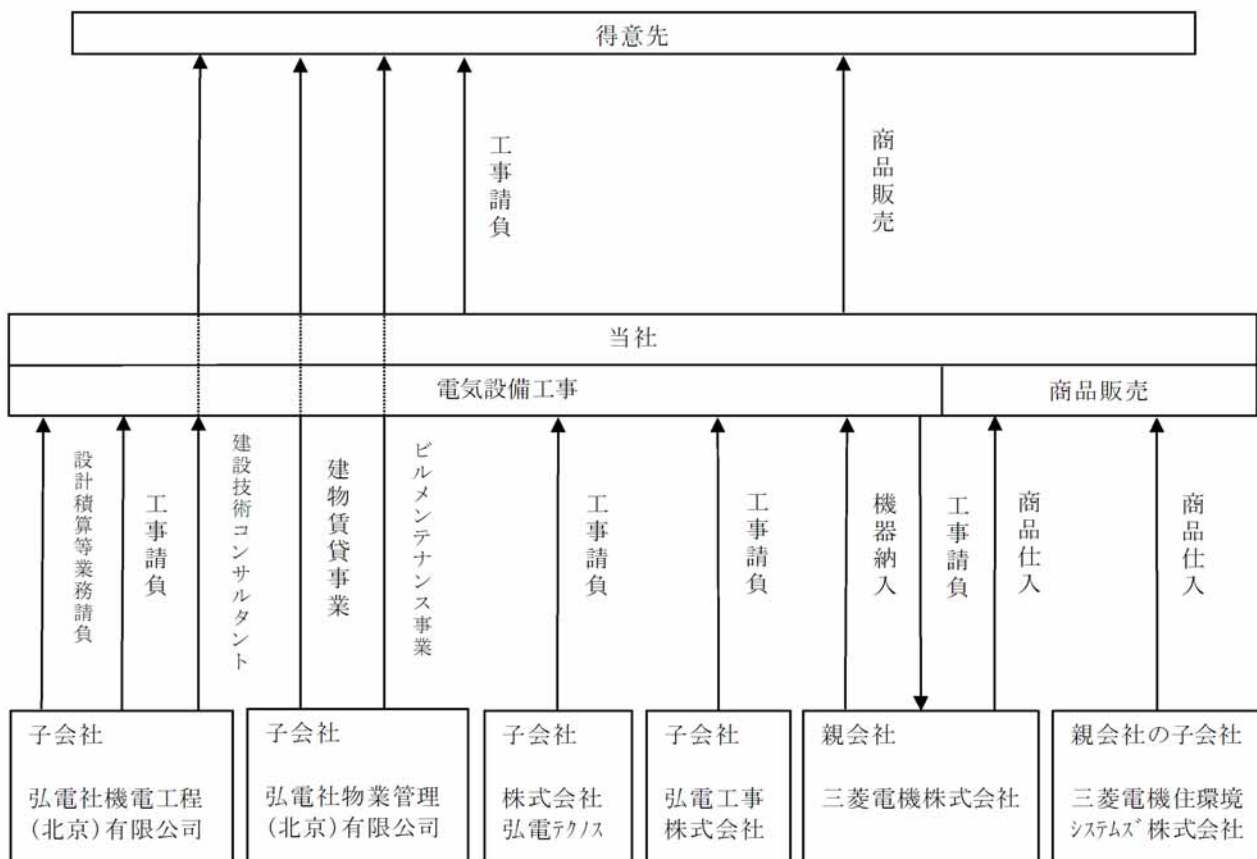 得意先
工事請負
商品販売
当社
電気設備工事
商品販売
設計積算等業務請負
工事請負
建設技術コンサルタント
建物賃貸事業
ビルメンテナンス事業
工事請負
工事請負
機器納入
工事請負
商品仕入
商品仕入
子会社
弘電社機電工程
(北京)有限公司
子会社
弘電社物業管理
(北京)有限公司
子会社
株式会社
弘電テクノス
子会社
弘電工事
株式会社
親会社
三菱電機株式会社
親会社の子会社
三菱電機住環境
システムズ株式会社